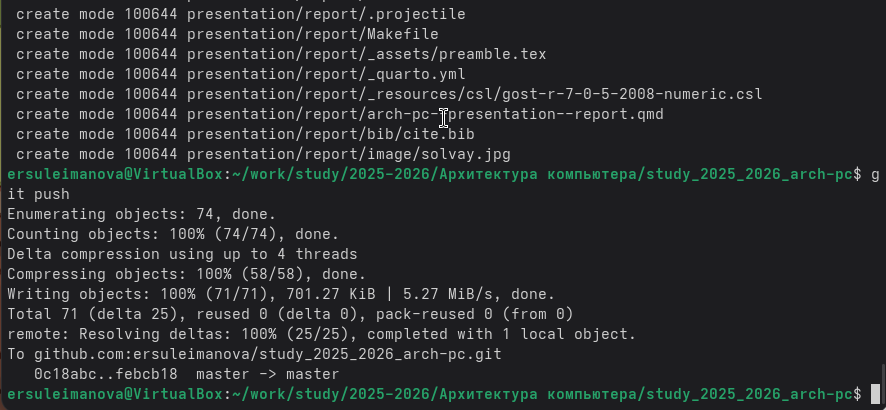 create mode 100644 presentation/report/.projectile
create mode 100644 presentation/report/Makefile
create mode 100644 presentation/report/_assets/preamble.tex
create mode 100644 presentation/report/_quarto.yml
create mode 100644 presentation/report/_resources/csl/gost-r-7-0-5-2008-numeric.csl
create mode 100644 presentation/report/arch-pc--presentation--report.qmd
create mode 100644 presentation/report/bib/cite.bib
create mode 100644 presentation/report/image/solvay.jpg
ersuleimanova@VirtualBox:~/work/study/2025-2026/Архитектура компьютера/study_2025_2026_arch-pc$ g
it push
Enumerating objects: 74, done.
Counting objects: 100% (74/74), done.
Delta compression using up to 4 threads
Compressing objects: 100% (58/58), done.
Writing objects: 100% (71/71), 701.27 KiB | 5.27 MiB/s, done.
Total 71 (delta 25), reused 0 (delta 0), pack-reused 0 (from 0)
remote: Resolving deltas: 100% (25/25), completed with 1 local object.
To github.com:ersuleimanova/study_2025_2026_arch-pc.git
0c18abc..febcb18 master -> master
ersuleimanova@VirtualBox:~/work/study/2025-2026/Архитектура компьютера/study_2025_2026_arch-pc$